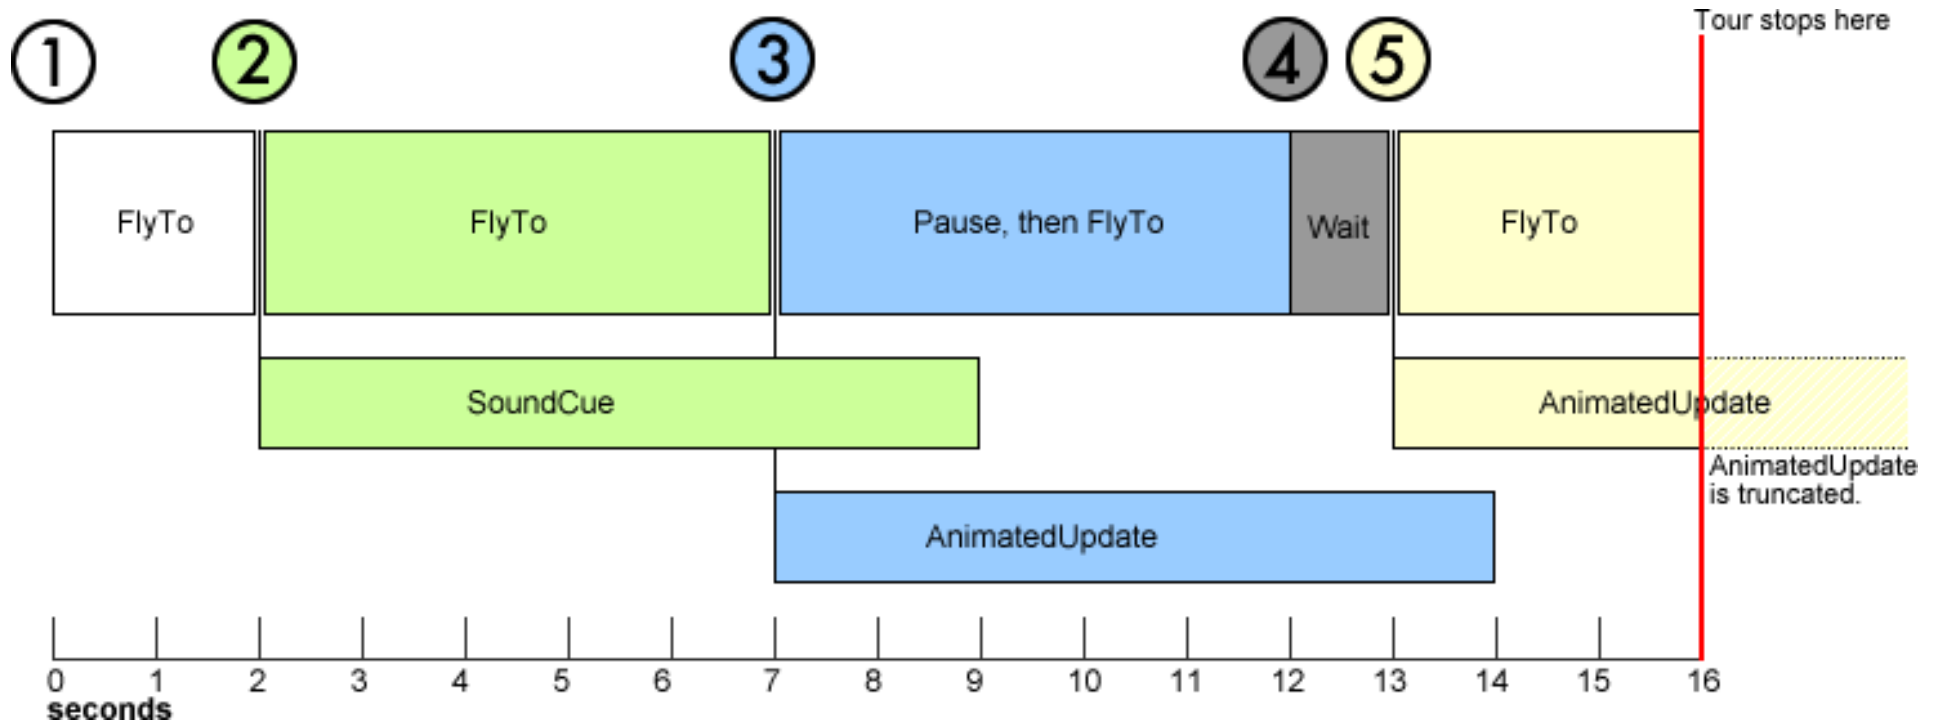 Tour stops here
1
2
3
4
5
FlyTo
FlyTo
Pause, then FlyTo
Wait
FlyTo
SoundCue
AnimatedUpdate
AnimatedUpdate
is truncated.
AnimatedUpdate
0 1 2 3 4 5 6 7 8 9 10 11 12 13 14 15 16
seconds